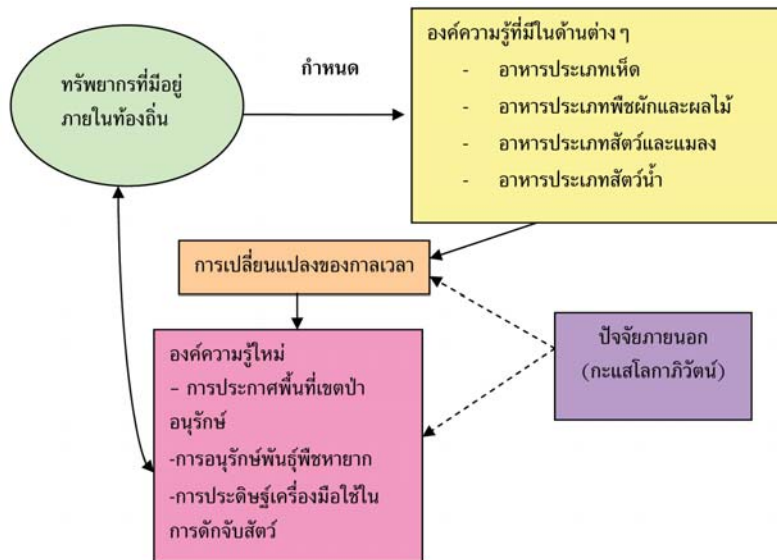 ทรัพยากรที่มีอยู่
ภายในท้องถิ่น
กำหนด
องค์ความรู้ที่มีในด้านต่าง ๆ
- อาหารประเภทเห็ด
- อาหารประเภทพืชผักและผลไม้
- อาหารประเภทสัตว์และแมลง
- อาหารประเภทสัตว์น้ำ
การเปลี่ยนแปลงของกาลเวลา
องค์ความรู้ใหม่
- การประกาศพื้นที่เขตป่า
อนุรักษ์
-การอนุรักษ์พันธุ์พืชหายาก
-การประดิษฐ์เครื่องมือใช้ใน
การดักจับสัตว์
ปัจจัยภายนอก
(กะแสโลกาภิวัตน์)